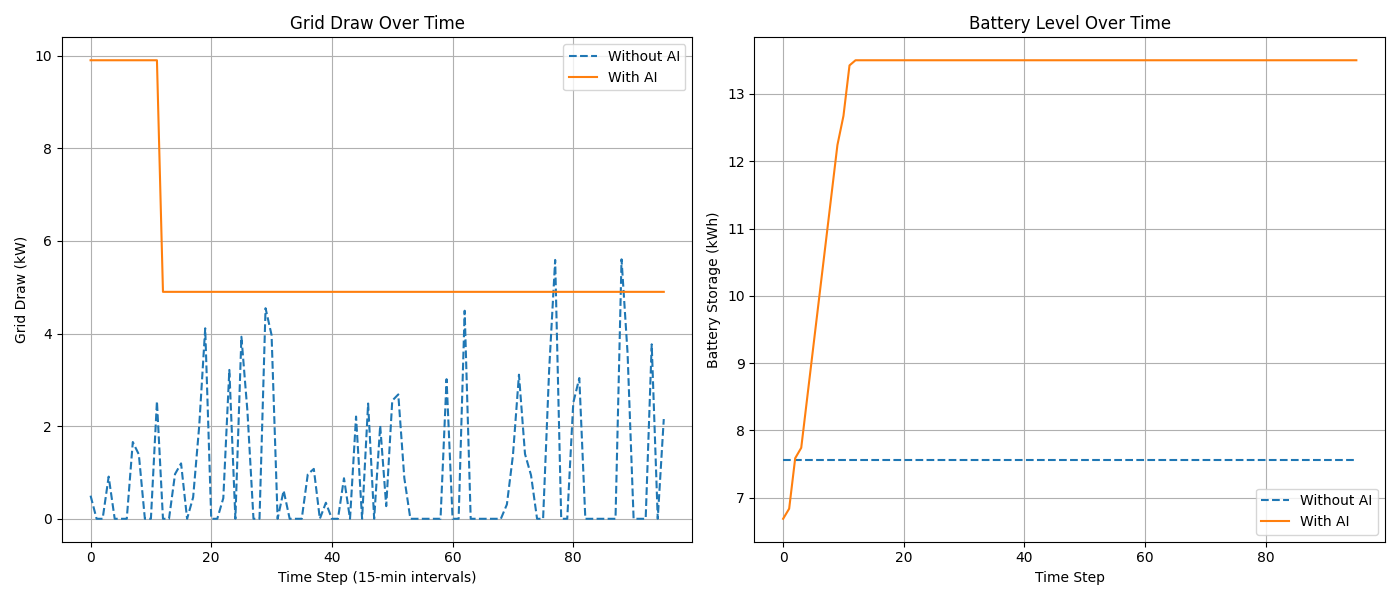 Grid Draw Over Time
Grid Draw (kW)
10
8
6
4
2
0
0 20 40 60 80
Time Step (15-min intervals)
Without AI
With AI
Battery Level Over Time
Battery Storage (kWh)
13
12
11
10
9
8
7
0 20 40 60 80
Time Step
Without AI
With AI